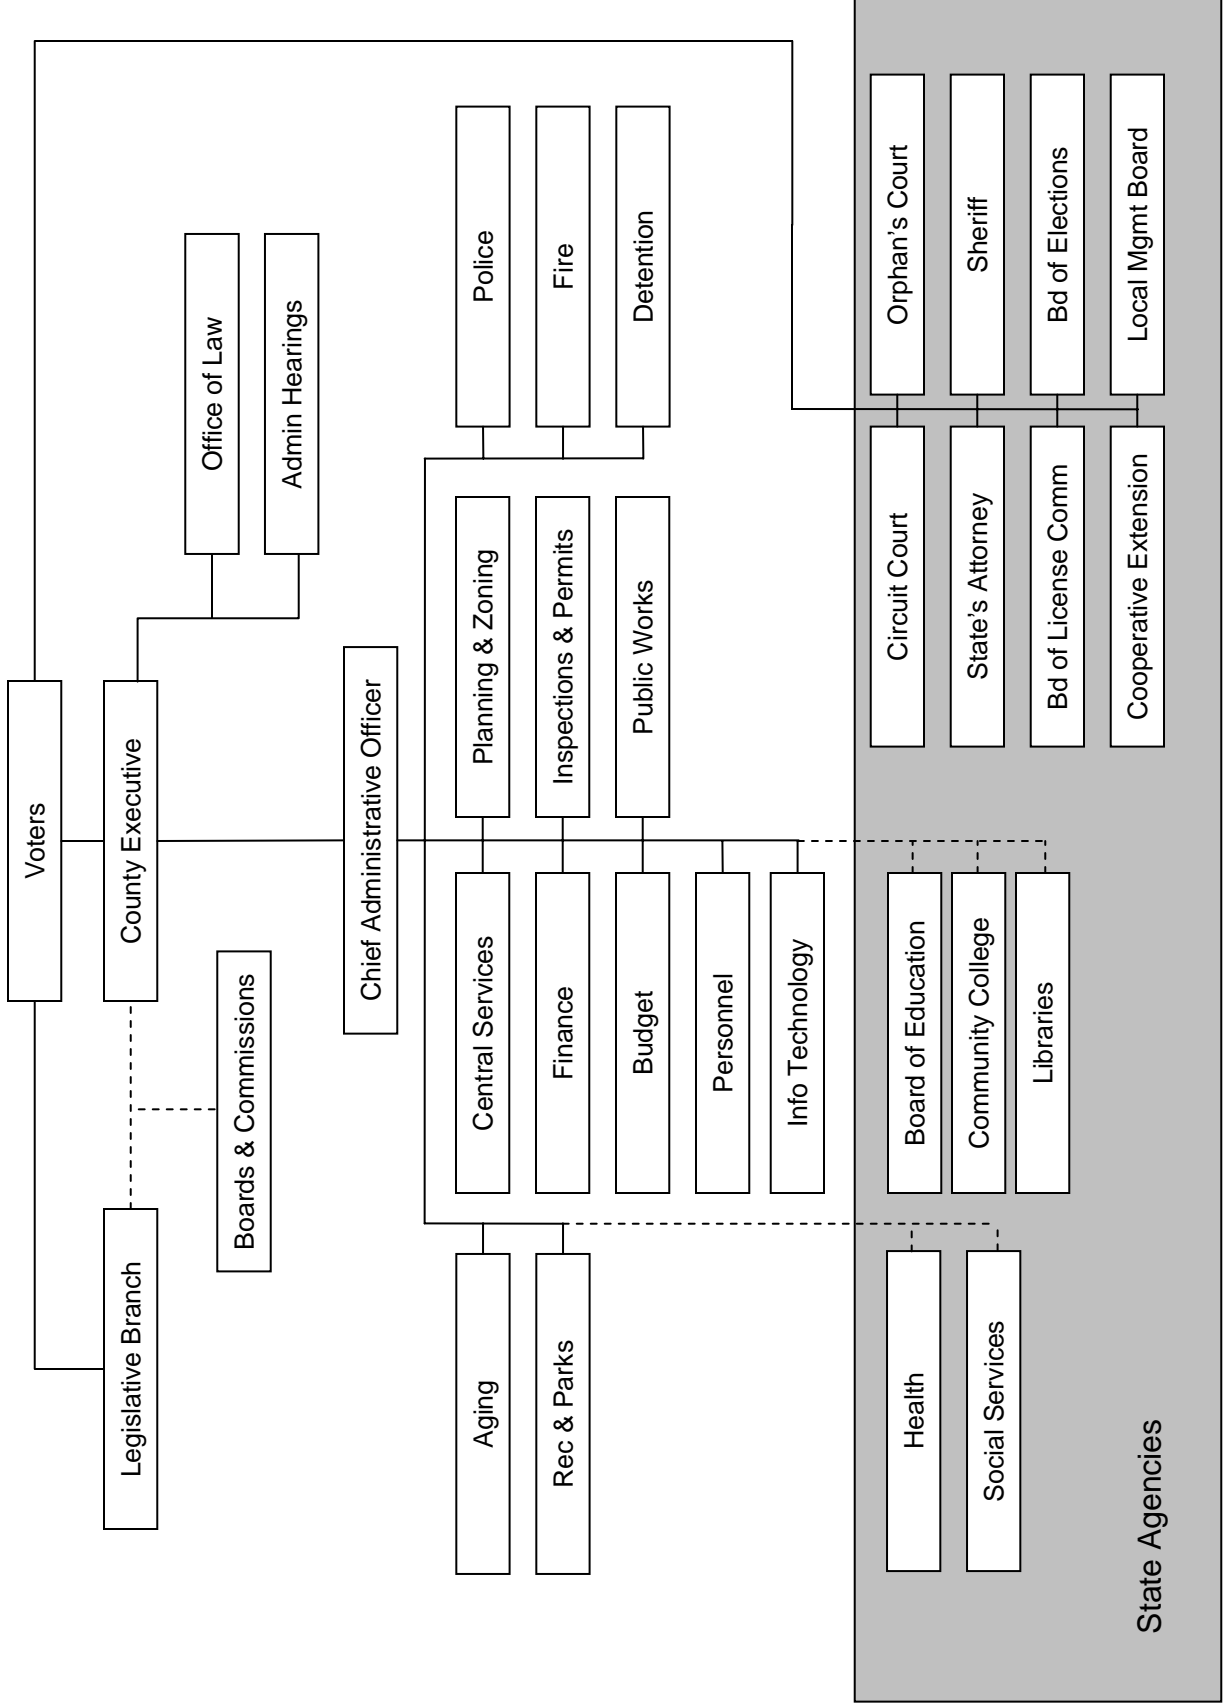 Voters
Legislative Branch
County Executive
Boards & Commissions
Office of Law
Admin Hearings
Chief Administrative Officer
Aging
Rec & Parks
Central Services
Finance
Budget
Personnel
Info Technology
Planning & Zoning
Inspections & Permits
Public Works
Police
Fire
Detention
Health
Social Services
Board of Education
Community College
Libraries
Circuit Court
State's Attorney
Bd of License Comm
Cooperative Extension
Orphan's Court
Sheriff
Bd of Elections
Local Mgmt Board
State Agencies